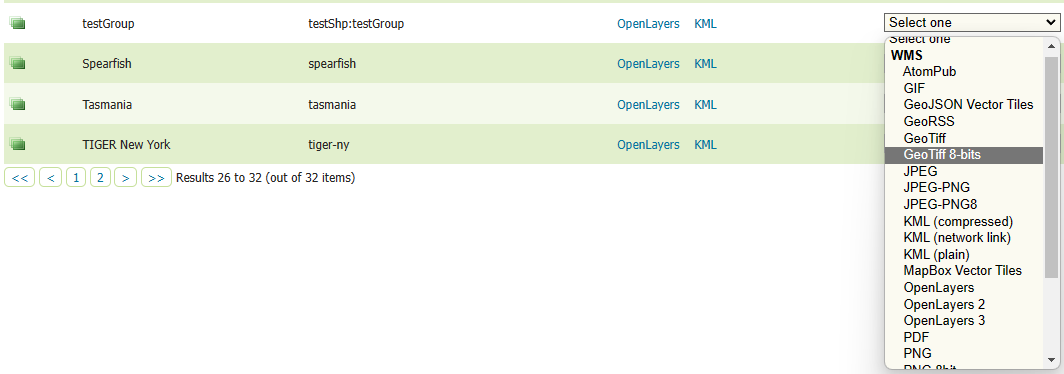 testGroup testShp:testGroup OpenLayers KML Select one
Spearfish spearfish OpenLayers KML
Tasmania tasmania OpenLayers KML
TIGER New York tiger-ny OpenLayers KML
<< < 1 2 > >> Results 26 to 32 (out of 32 items)
Select one
WMS
AtomPub
GIF
GeoJSON Vector Tiles
GeoRSS
GeoTiff
GeoTiff 8-bits
JPEG
JPEG-PNG
JPEG-PNG8
KML (compressed)
KML (network link)
KML (plain)
MapBox Vector Tiles
OpenLayers
OpenLayers 2
OpenLayers 3
PDF
PNG
PNG 8bit